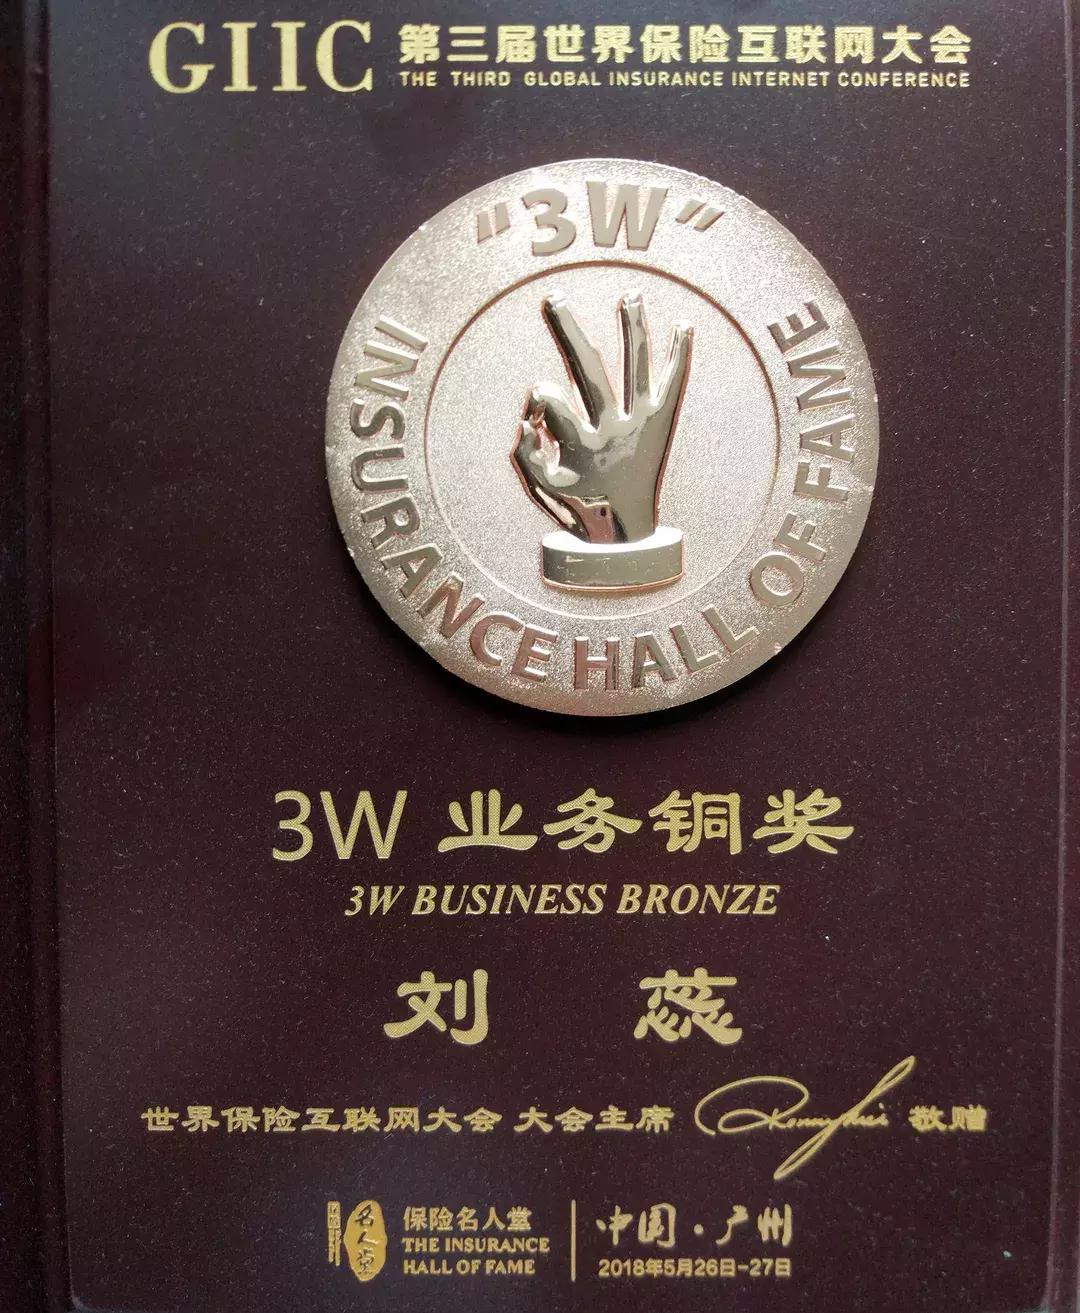 GIIC 第三届世界保险互联网大会
THE THIRD GLOBAL INSURANCE INTERNET CONFERENCE
"3W"
INSURANCE HALL OF FAME
3W 业务铜奖
3W BUSINESS BRONZE
刘 蕊
世界保险互联网大会 大会主席 敬赠
名人堂
保险名人堂
THE INSURANCE
HALL OF FAME
中国·广州
2018年5月26日-27日